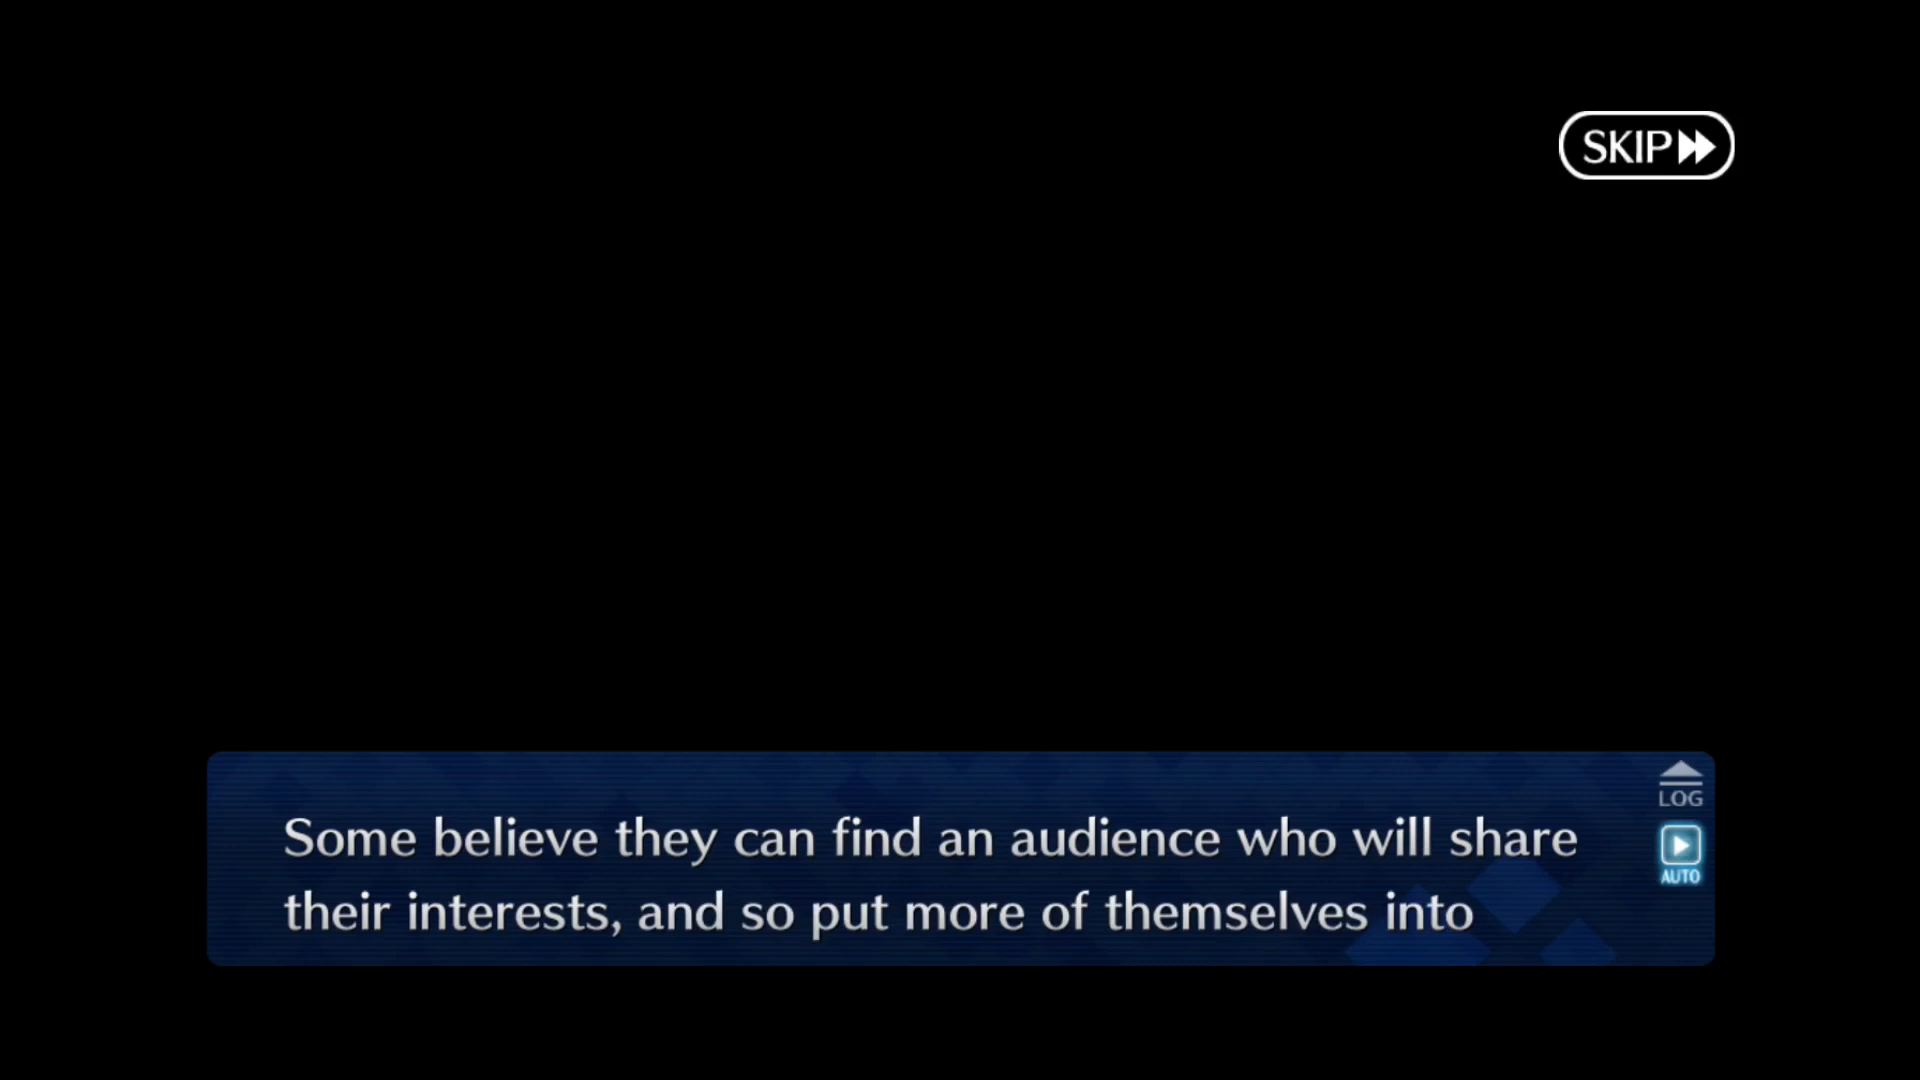 SKIP
LOG
Some believe they can find an audience who will share
their interests, and so put more of themselves into
AUTO